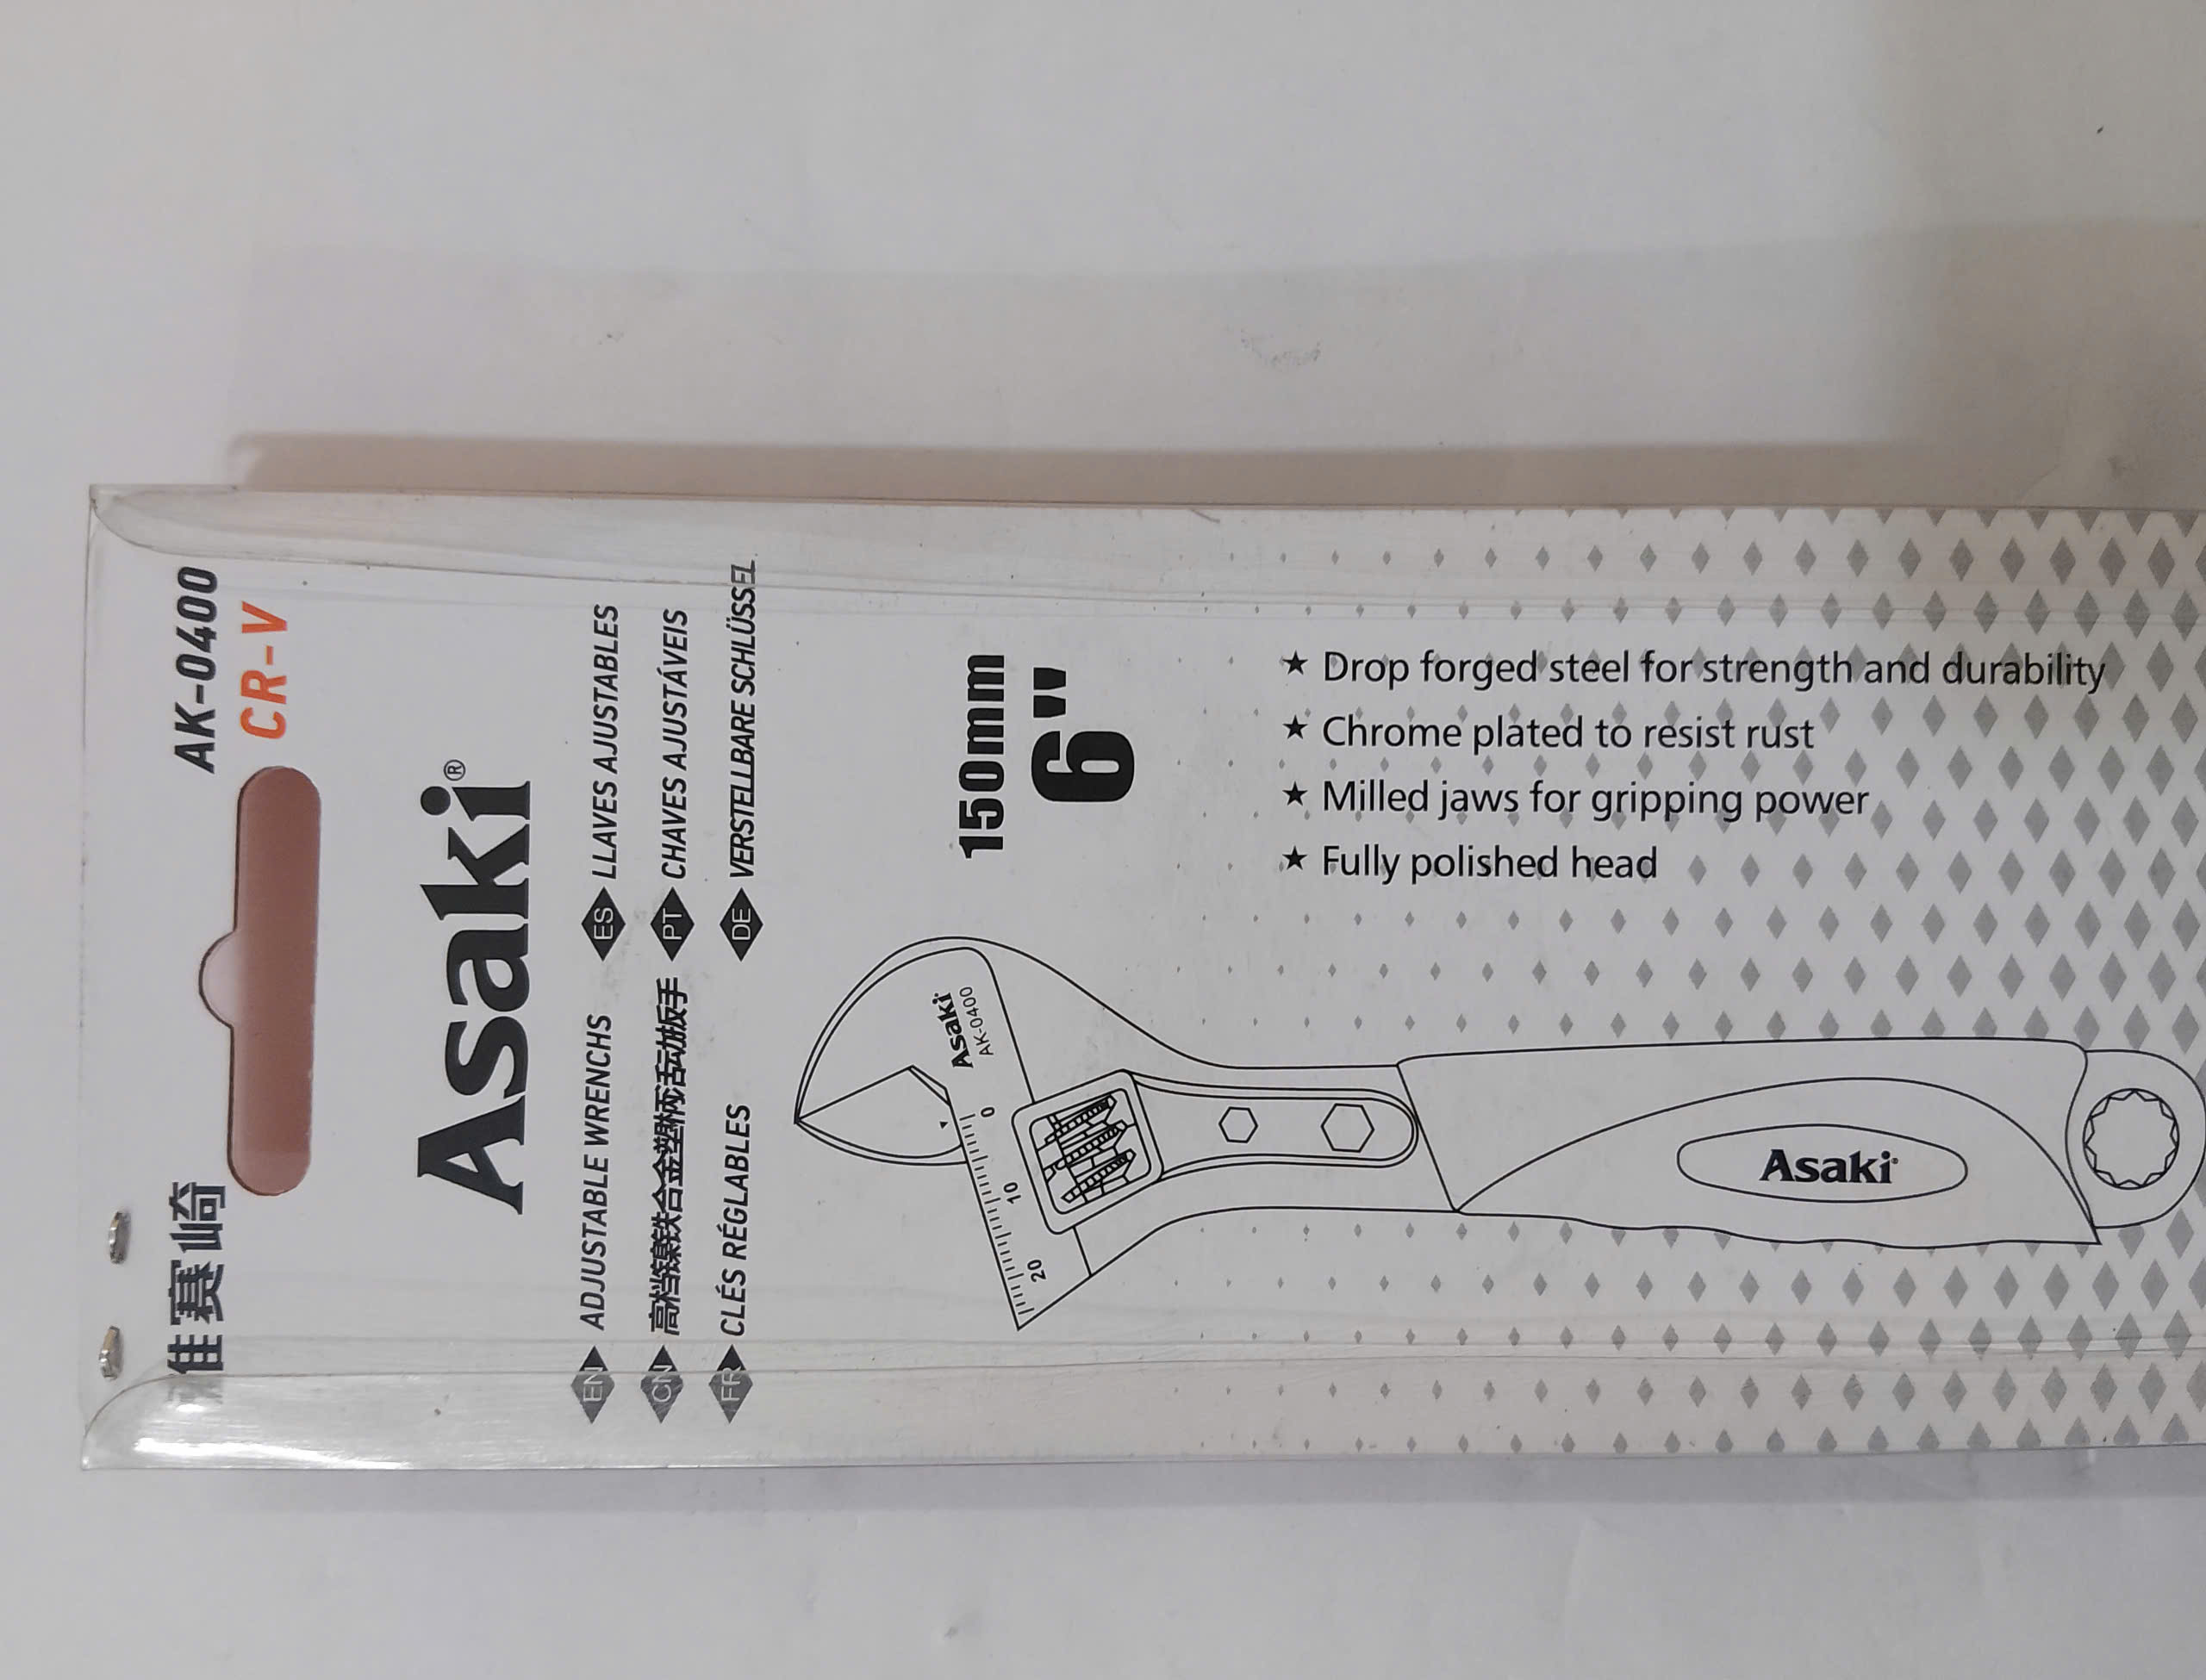 雅赛崎
AK-0400
CR-V
Asaki®
EN ADJUSTABLE WRENCHS
ES LLAVES AJUSTABLES
CN 高档镍铁合金塑柄活动扳手
PT CHAVES AJUSTÁVEIS
FR CLÉS RÉGLABLES
DE VERSTELLBARE SCHLÜSSEL
150mm
6"
Asaki
AK-0400
0
10
20
★ Drop forged steel for strength and durability
★ Chrome plated to resist rust
★ Milled jaws for gripping power
★ Fully polished head
Asaki